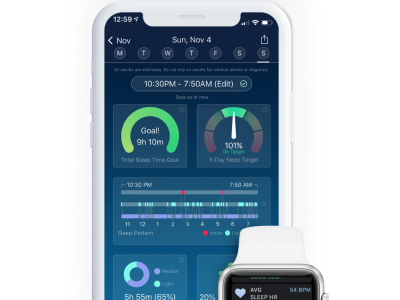 12:59
Nov
Sun, Nov 4
M T W T F S S
All results are estimates. Do not rely on results for medical advice or diagnosis.
10:30PM - 7:50AM (Edit)
Data as of now.
Goal!
9h 10m
Total Sleep Time Goal
101%
On Target
3-Day Sleep Target
10:30 PM
7:50 AM
11 12 1 2 3 4 5 6 7
Sleep Pattern
Active
Restful
Light
5h 55m (65%)
20%
GOOD JOB!
AVG 54 BPM
SLEEP HR